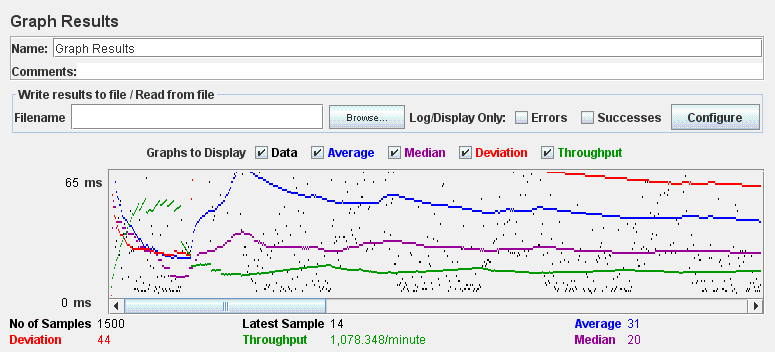 Graph Results
Name: Graph Results
Comments:
Write results to file / Read from file
Filename Browse... Log/Display Only: Errors Successes Configure
Graphs to Display Data Average Median Deviation Throughput
65 ms
0 ms
No of Samples 1500 Latest Sample 14 Average 31
Deviation 44 Throughput 1,078.348/minute Median 20